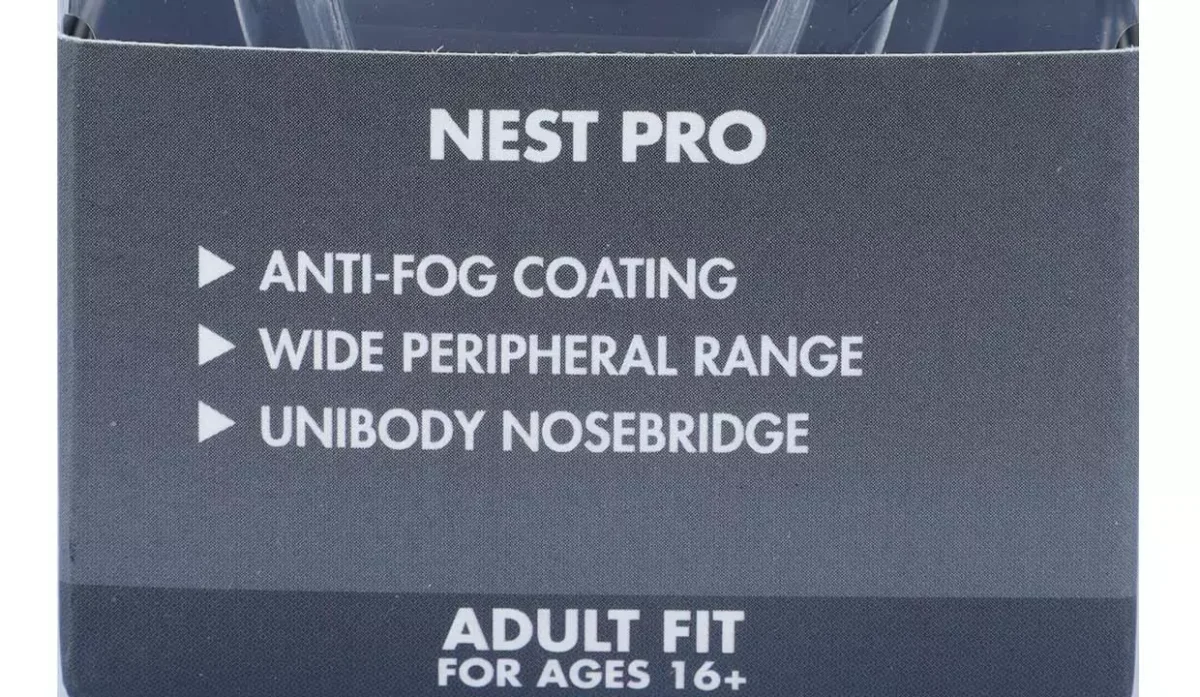 NEST PRO
▶ ANTI-FOG COATING
▶ WIDE PERIPHERAL RANGE
▶ UNIBODY NOSEBRIDGE
ADULT FIT
FOR AGES 16+